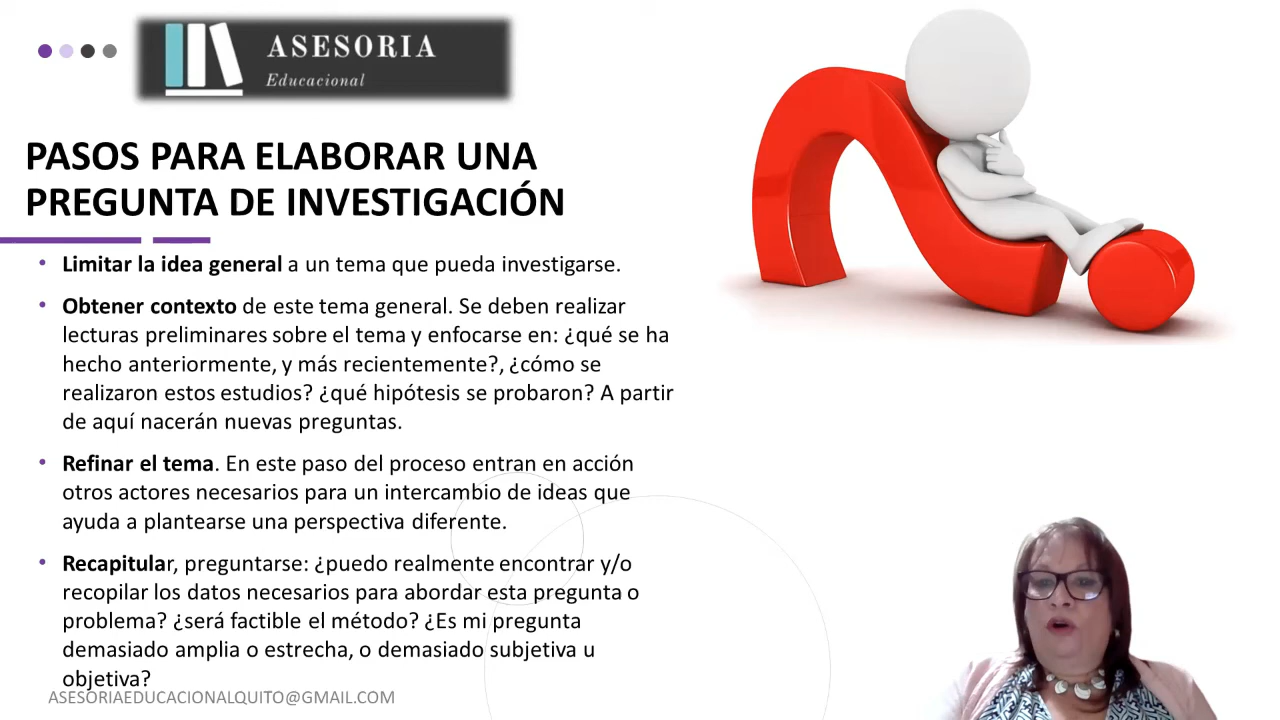 ASESORIA
Educacional
PASOS PARA ELABORAR UNA
PREGUNTA DE INVESTIGACIÓN
• Limitar la idea general a un tema que pueda investigarse.
• Obtener contexto de este tema general. Se deben realizar
lecturas preliminares sobre el tema y enfocarse en: ¿qué se ha
hecho anteriormente, y más recientemente?, ¿cómo se
realizaron estos estudios? ¿qué hipótesis se probaron? A partir
de aquí nacerán nuevas preguntas.
• Refinar el tema. En este paso del proceso entran en acción
otros actores necesarios para un intercambio de ideas que
ayuda a plantearse una perspectiva diferente.
• Recapitular, preguntarse: ¿puedo realmente encontrar y/o
recopilar los datos necesarios para abordar esta pregunta o
problema? ¿será factible el método? ¿Es mi pregunta
demasiado amplia o estrecha, o demasiado subjetiva u
objetiva?
ASESORIAEDUCACIONALQUITO@GMAIL.COM